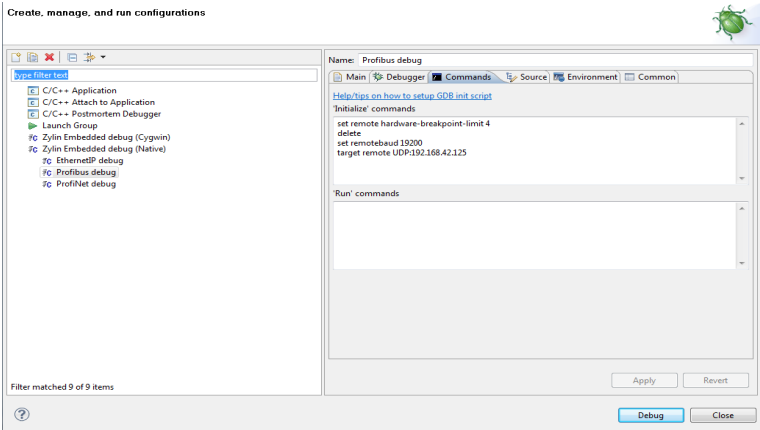 Create, manage, and run configurations
type filter text
C/C++ Application
C/C++ Attach to Application
C/C++ Postmortem Debugger
Launch Group
Zylin Embedded debug (Cygwin)
Zylin Embedded debug (Native)
EthernetIP debug
Profibus debug
ProfiNet debug
Filter matched 9 of 9 items
Name: Profibus debug
Main Debugger Commands Source Environment Common
Help/tips on how to setup GDB init script
'Initialize' commands
set remote hardware-breakpoint-limit 4
delete
set remotebaud 19200
target remote UDP:192.168.42.125
'Run' commands
Apply Revert
Debug Close